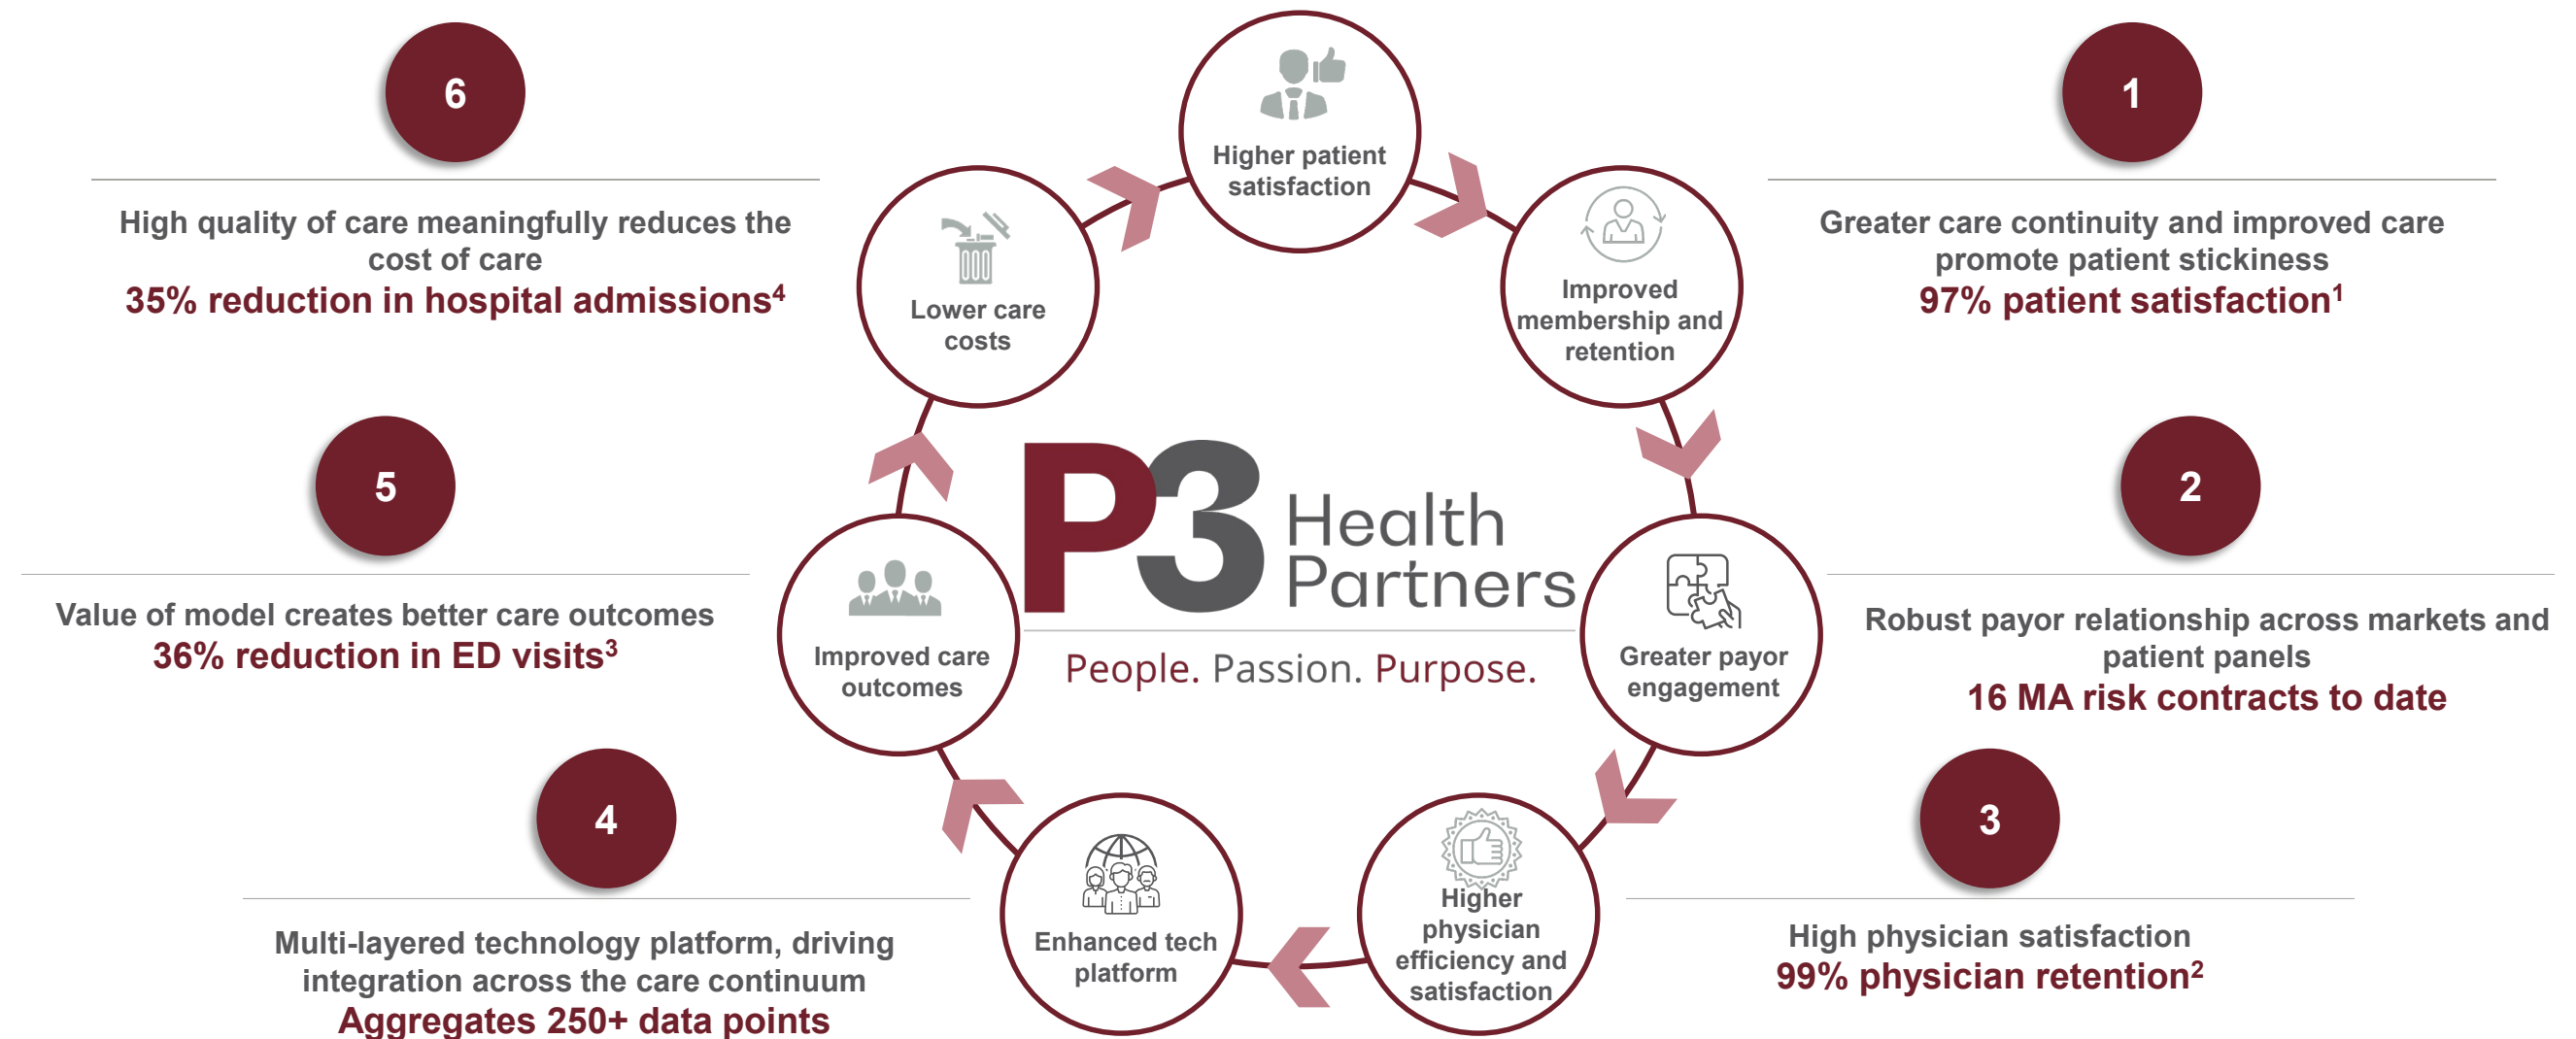 6
High quality of care meaningfully reduces the
cost of care
35% reduction in hospital admissions4
5
Value of model creates better care outcomes
36% reduction in ED visits3
4
Multi-layered technology platform, driving
integration across the care continuum
Aggregates 250+ data points
Higher patient
satisfaction
Improved
membership and
retention
Greater payor
engagement
Higher
physician
efficiency and
satisfaction
Enhanced tech
platform
Improved care
outcomes
Lower care
costs
P3 Health
Partners
People. Passion. Purpose.
1
Greater care continuity and improved care
promote patient stickiness
97% patient satisfaction1
2
Robust payor relationship across markets and
patient panels
16 MA risk contracts to date
3
High physician satisfaction
99% physician retention2